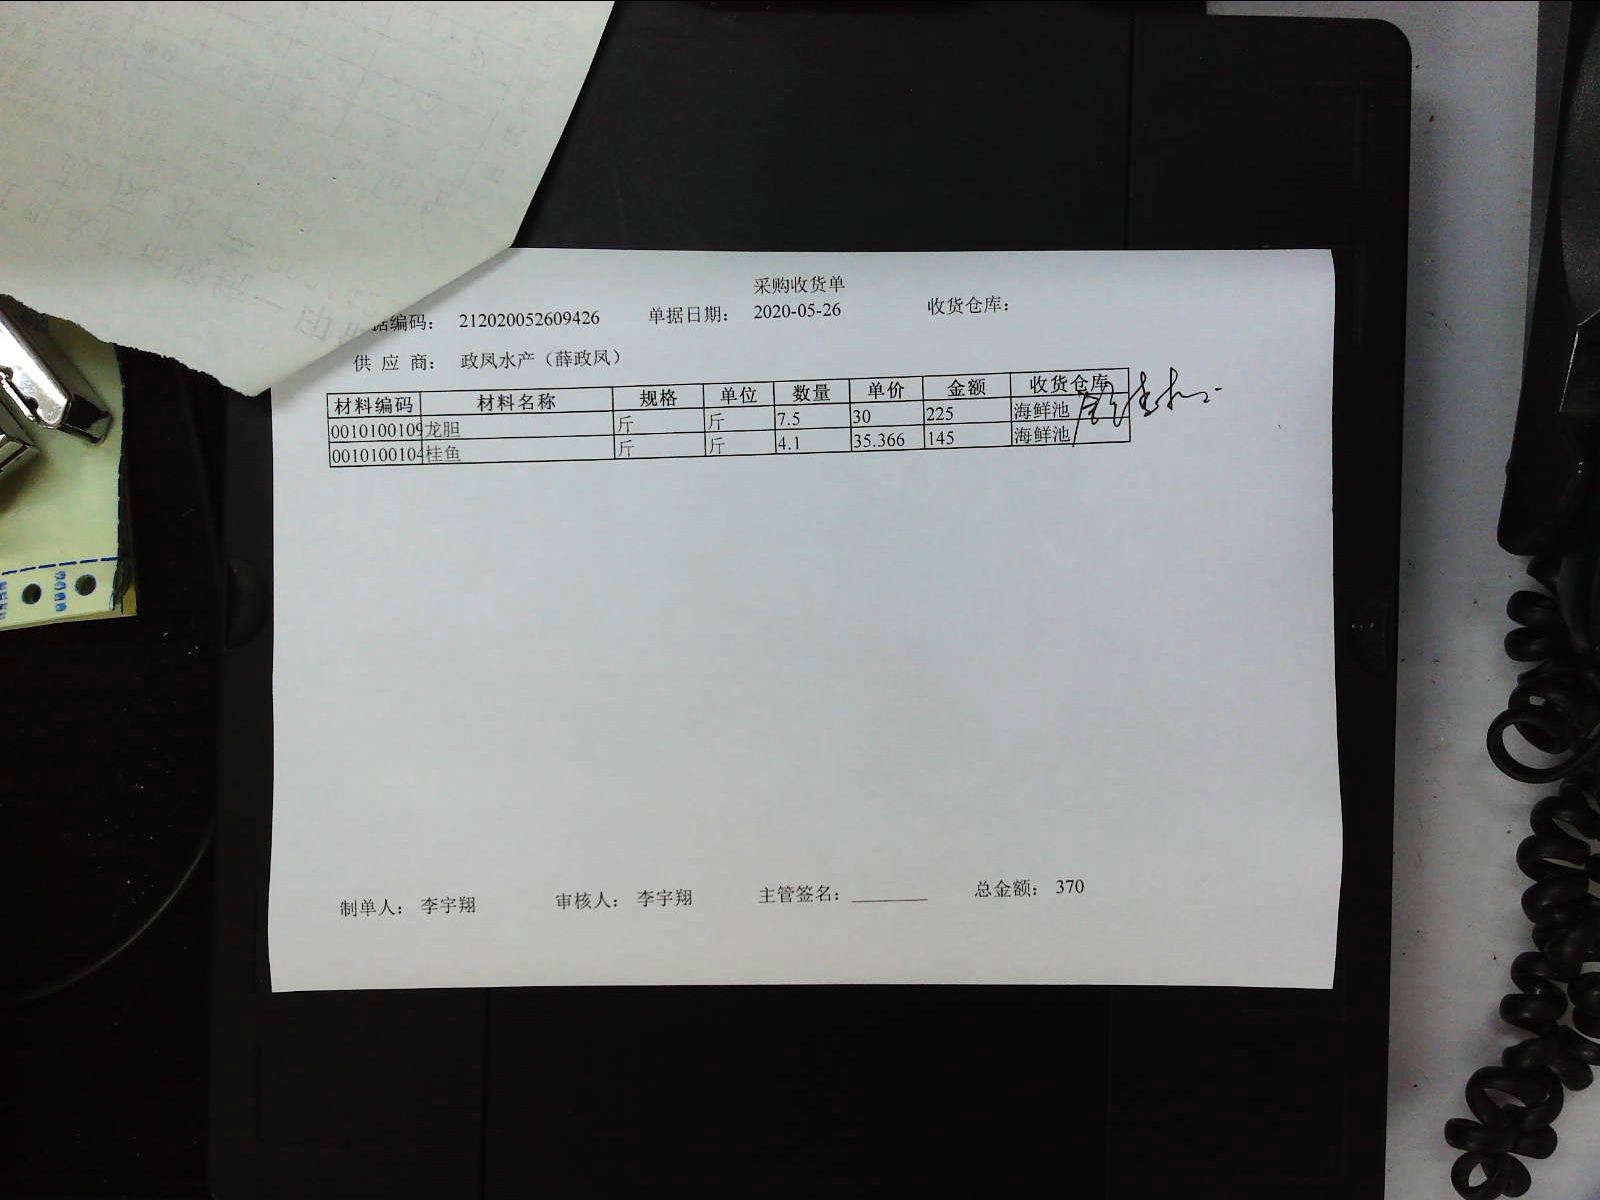 采购收货单
据编码： 212020052609426 单据日期： 2020-05-26 收货仓库：
供 应 商： 政凤水产（薛政凤）
材料编码 材料名称 规格 单位 数量 单价 金额 收货仓库
0010100109 龙胆 斤 斤 7.5 30 225 海鲜池
0010100104 桂鱼 斤 斤 4.1 35.366 145 海鲜池
制单人： 李宇翔 审核人： 李宇翔 主管签名： 总金额： 370